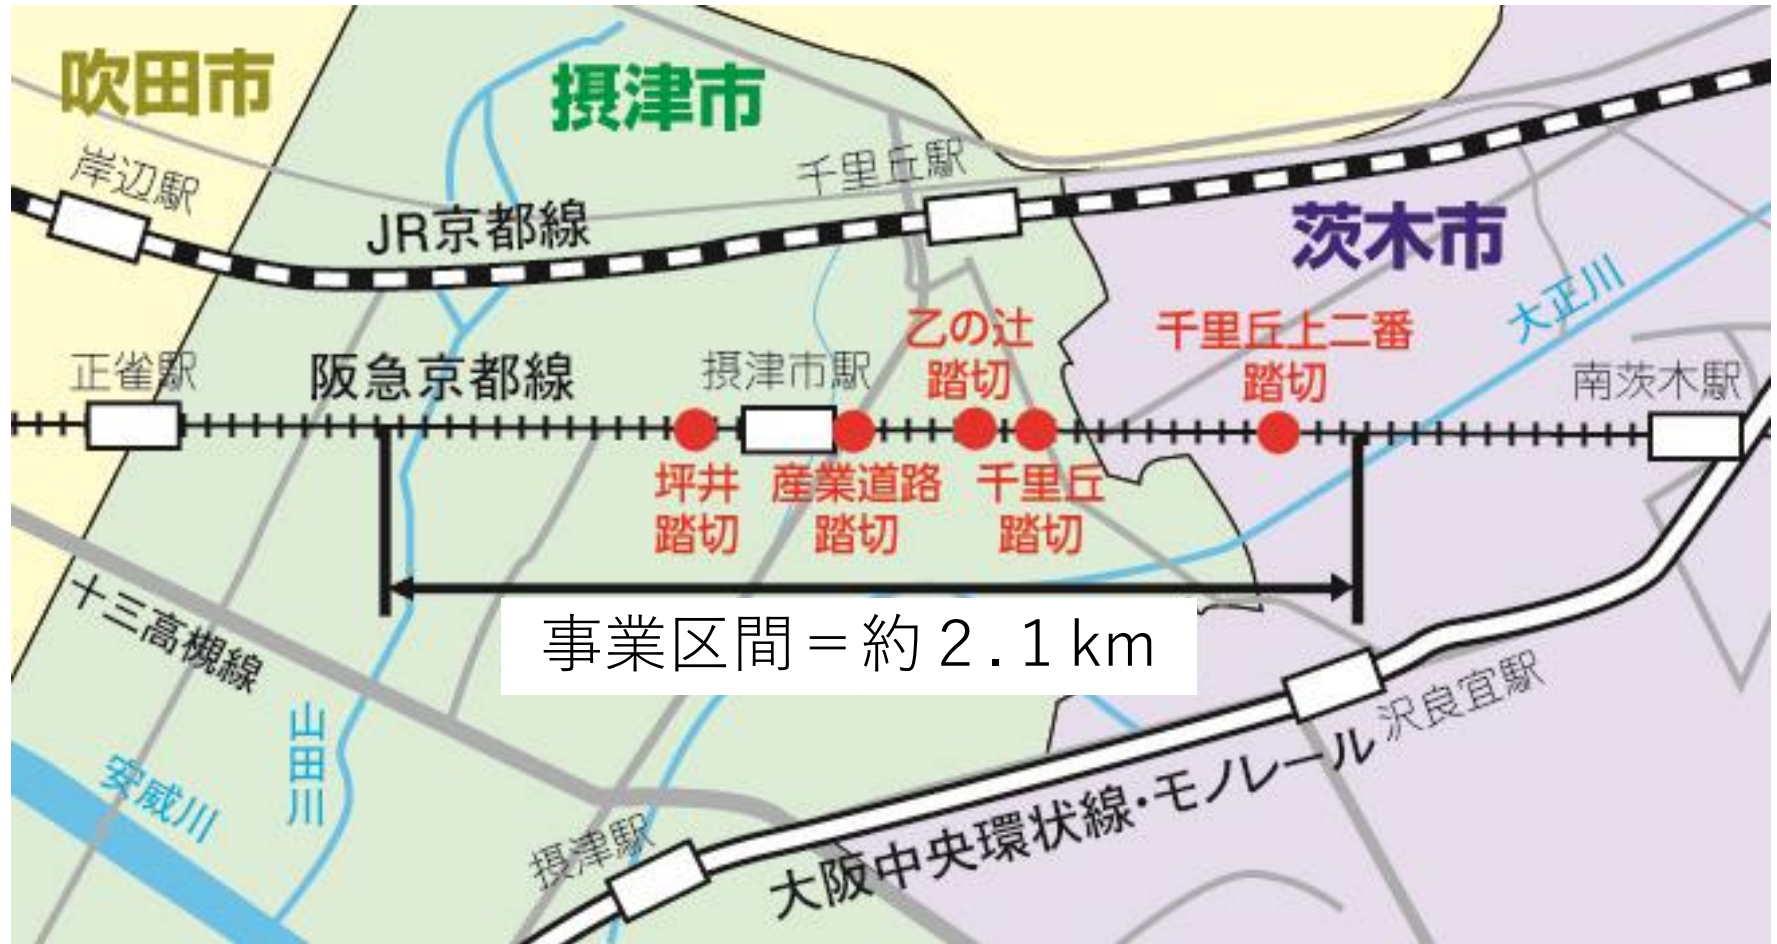 吹田市
摂津市
岸辺駅
千里丘駅
JR京都線
茨木市
大正川
乙の辻
踏切
千里丘上二番
踏切
正雀駅
阪急京都線
摂津市駅
南茨木駅
坪井
踏切
産業道路
踏切
千里丘
踏切
十三高槻線
事業区間＝約２.１km
山田川
安威川
沢良宜駅
摂津駅
大阪中央環状線・モノレール